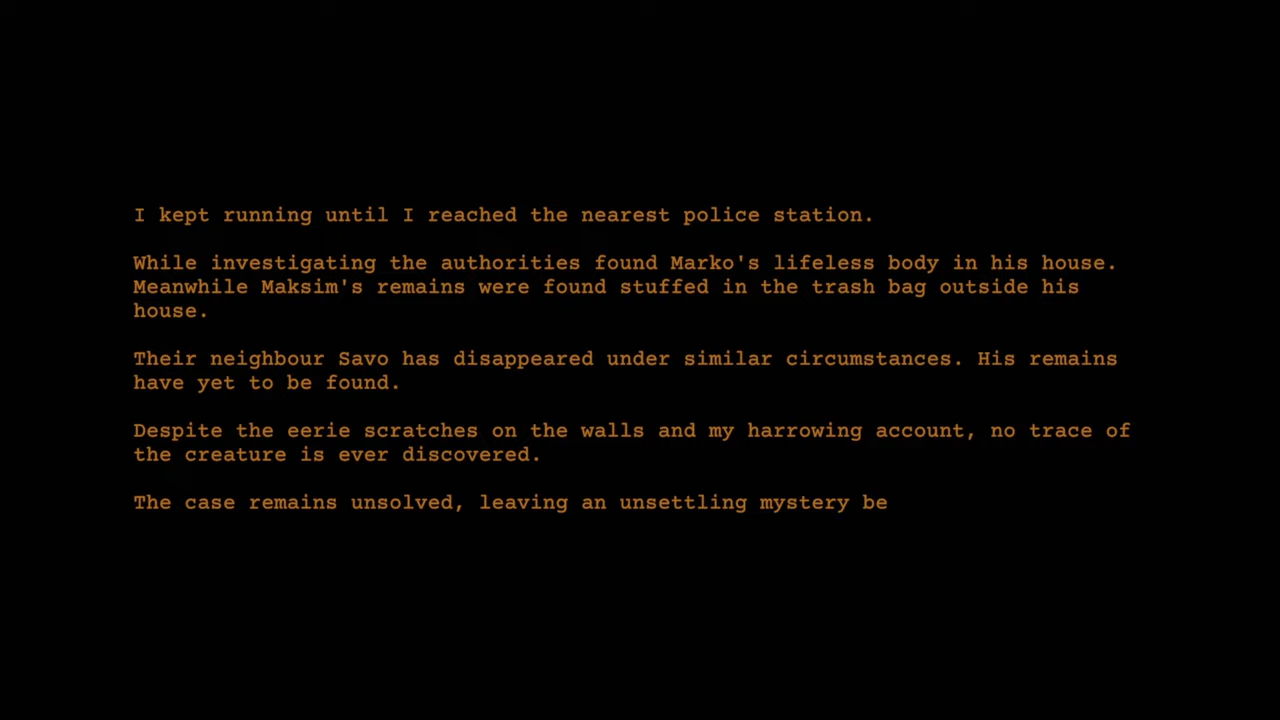 I kept running until I reached the nearest police station.
While investigating the authorities found Marko's lifeless body in his house.
Meanwhile Maksim's remains were found stuffed in the trash bag outside his
house.
Their neighbour Savo has disappeared under similar circumstances. His remains
have yet to be found.
Despite the eerie scratches on the walls and my harrowing account, no trace of
the creature is ever discovered.
The case remains unsolved, leaving an unsettling mystery be